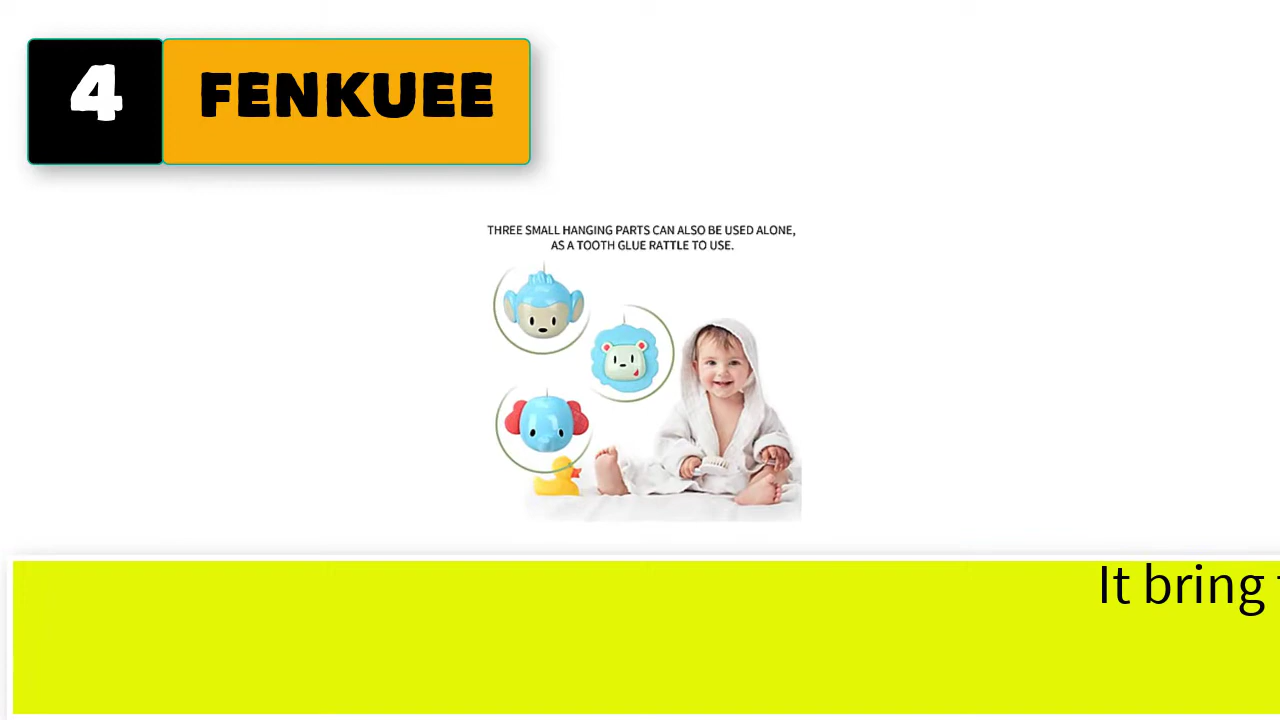 4 FENKUEE
THREE SMALL HANGING PARTS CAN ALSO BE USED ALONE,
AS A TOOTH GLUE RATTLE TO USE.
It bring